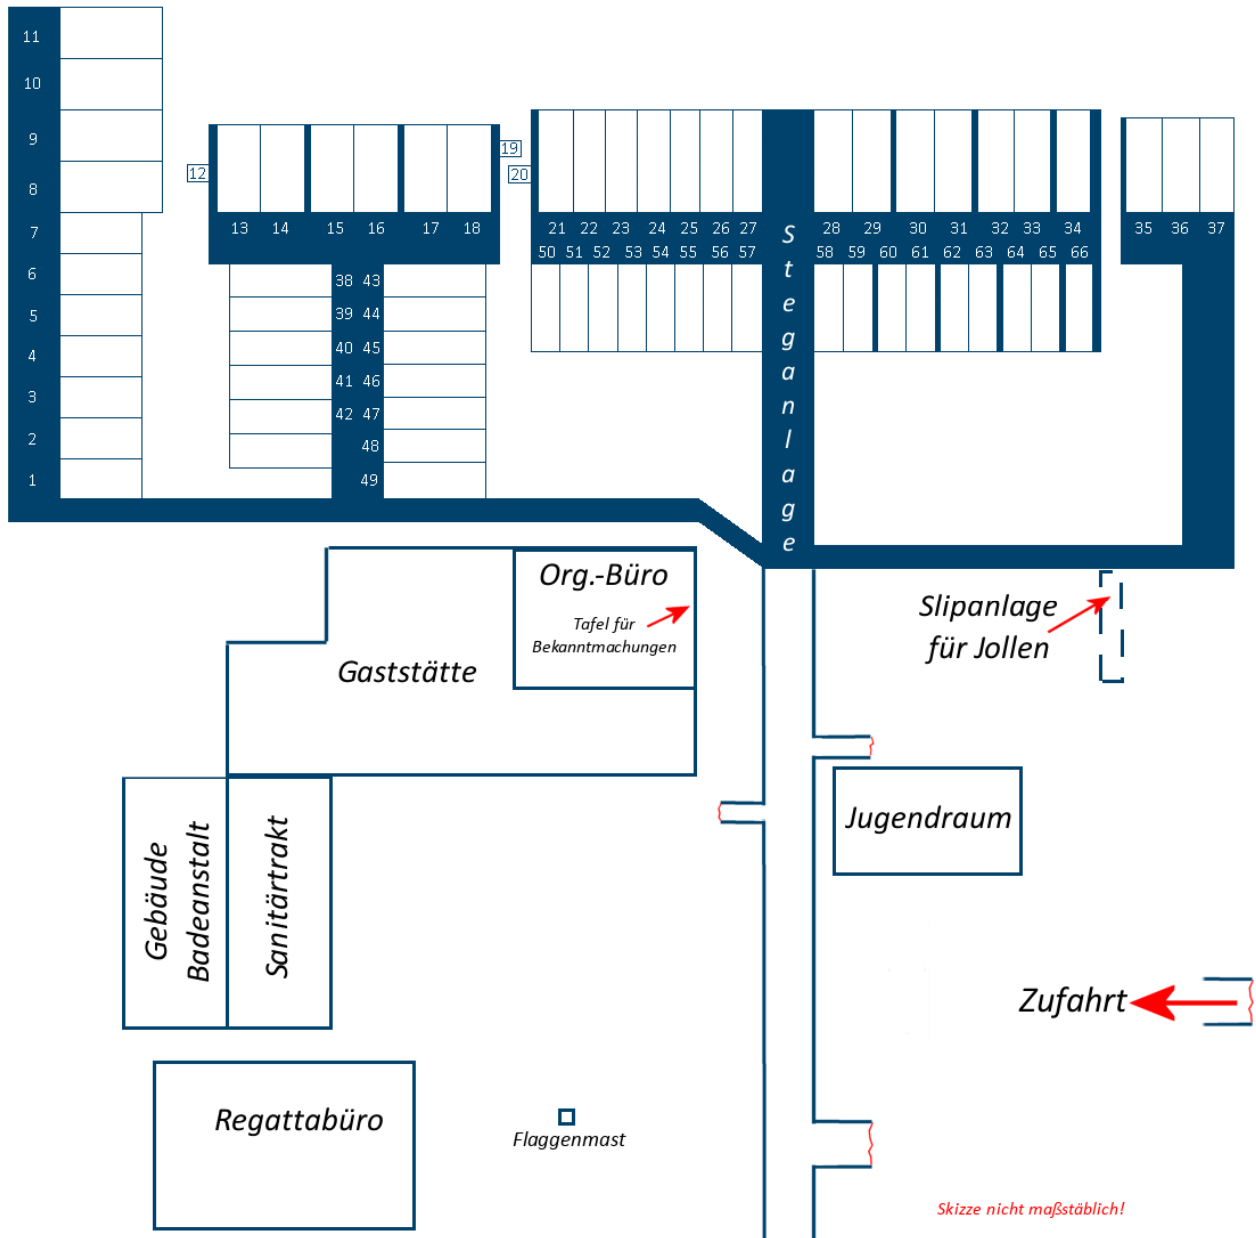 11
10
9
8
7
6
5
4
3
2
1
12
19
20
13 14 15 16 17 18
38 43
39 44
40 45
41 46
42 47
48
49
21 22 23 24 25 26 27
50 51 52 53 54 55 56 57
Steganlage
28 29 30 31 32 33 34
58 59 60 61 62 63 64 65 66
35 36 37
Org.-Büro
Tafel für
Bekanntmachungen
Gaststätte
Slipanlage
für Jollen
Jugendraum
Gebäude
Badeanstalt
Sanitärtrakt
Zufahrt
Regattabüro
Flaggenmast
Skizze nicht maßstäblich!